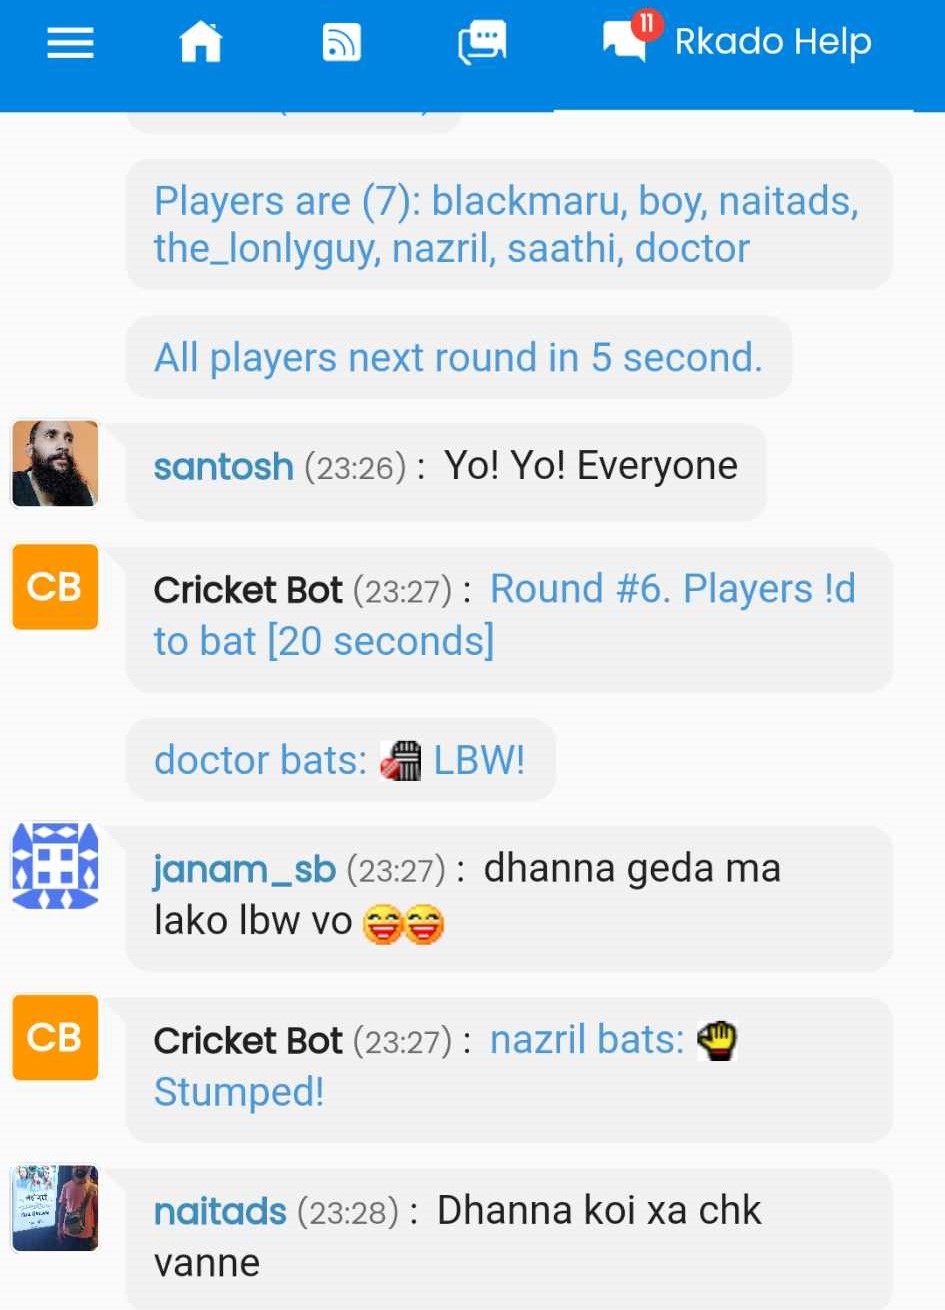 11
Rkado Help
Players are (7): blackmaru, boy, naitads,
the_lonlyguy, nazril, saathi, doctor
All players next round in 5 second.
santosh (23:26) : Yo! Yo! Everyone
CB
Cricket Bot (23:27) : Round #6. Players !d
to bat [20 seconds]
doctor bats: LBW!
janam_sb (23:27) : dhanna geda ma
lako lbw vo 😆😆
CB
Cricket Bot (23:27) : nazril bats:
Stumped!
naitads (23:28) : Dhanna koi xa chk
vanne